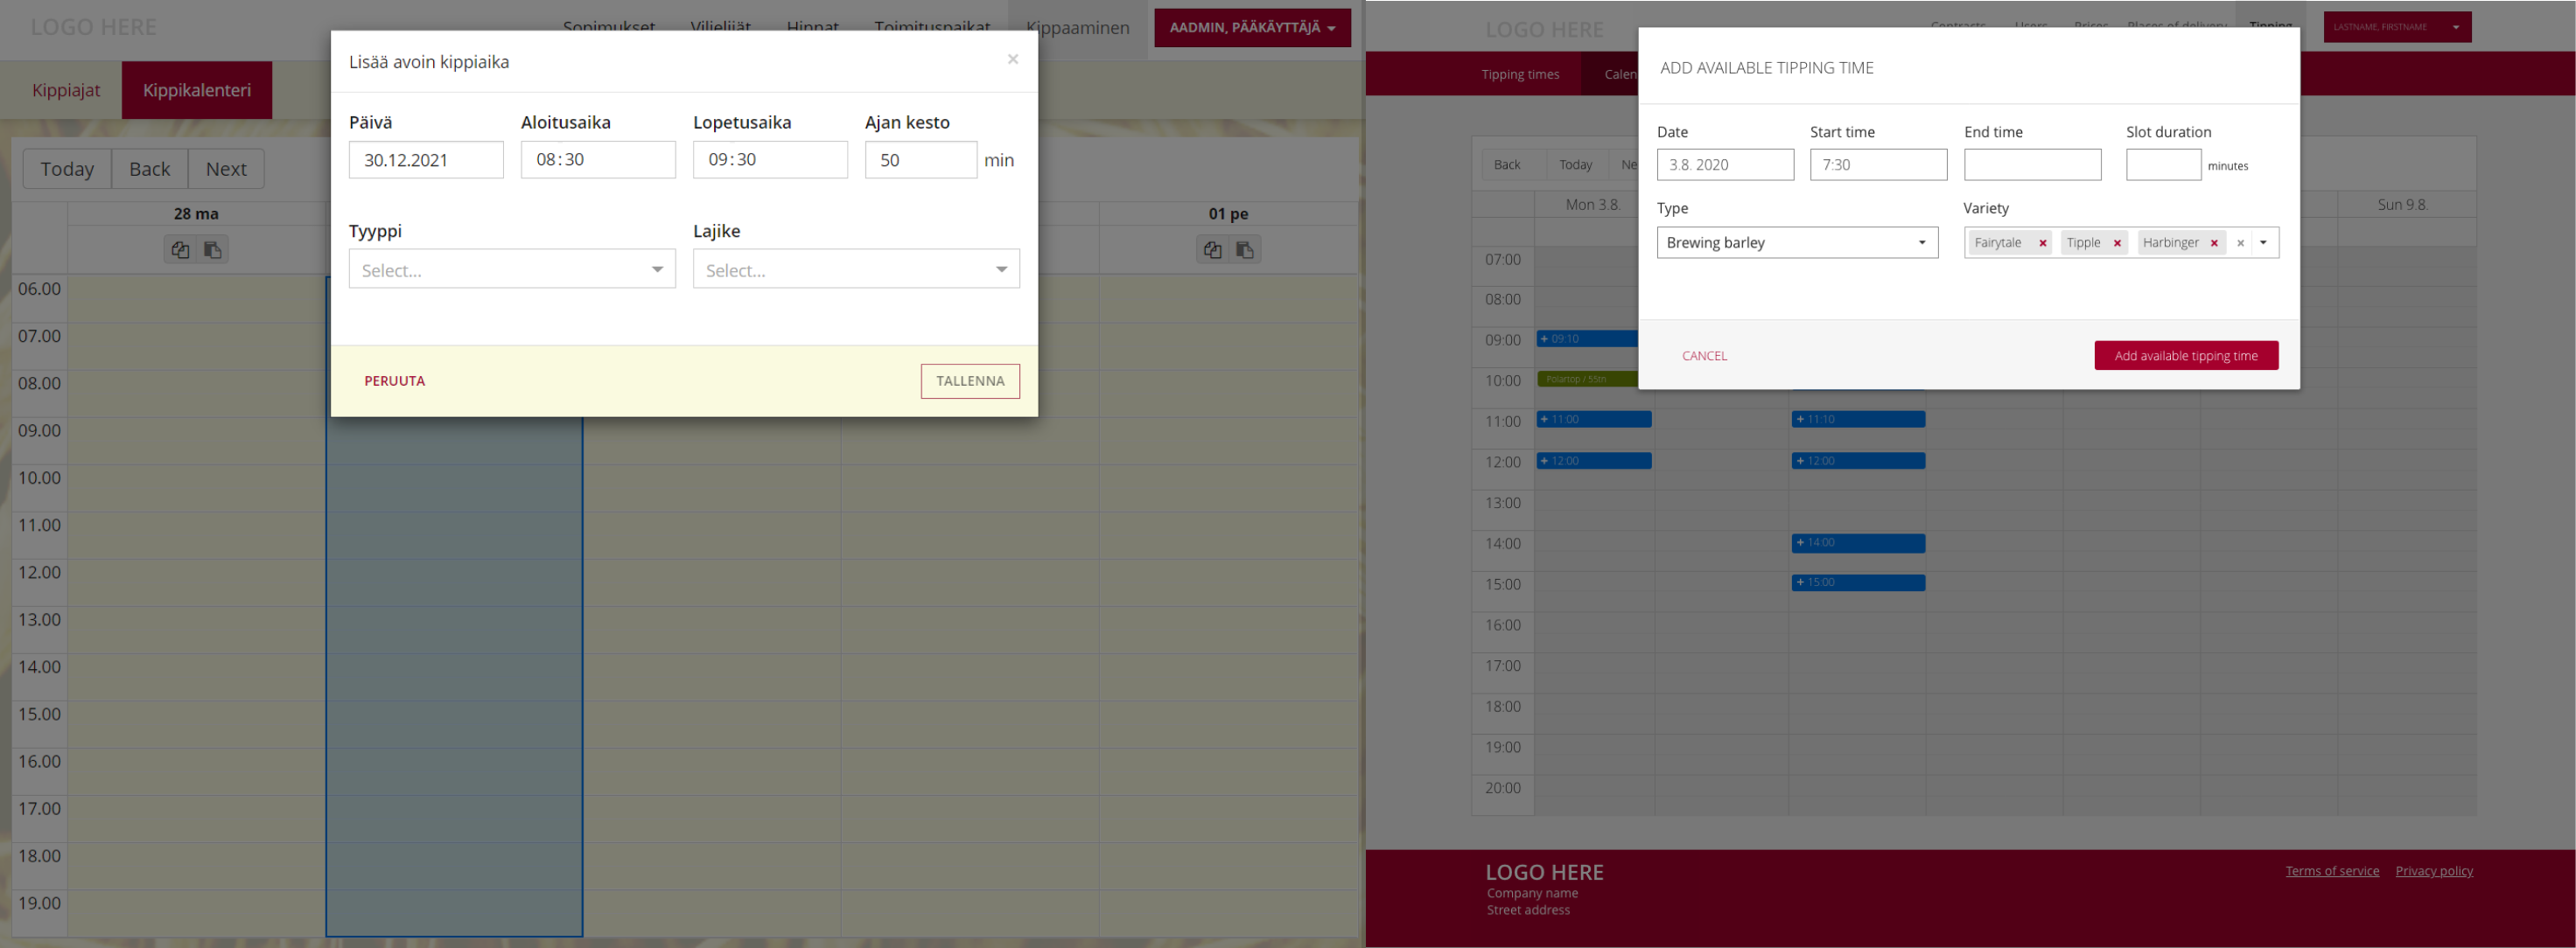 LOGO HERE
Sopimukset Viljelijät Hinnat Toimituspaikat Kippaaminen
AADMIN, PÄÄKÄYTTÄJÄ
Kippiajat Kippikalenteri
Lisää avoin kippiaika ×
Päivä Aloitusaika Lopetusaika Ajan kesto
30.12.2021 08:30 09:30 50 min
Tyyppi Lajike
Select... Select...
PERUUTA TALLENNA
Today Back Next
28 ma 01 pe
06.00
07.00
08.00
09.00
10.00
11.00
12.00
13.00
14.00
15.00
16.00
17.00
18.00
19.00
LOGO HERE
Contracts Users Prices Places of delivery Tipping
LASTNAME, FIRSTNAME
Tipping times Calen
ADD AVAILABLE TIPPING TIME
Date Start time End time Slot duration
3.8. 2020 7:30 minutes
Type Variety
Brewing barley Fairytale × Tipple × Harbinger × ×
CANCEL Add available tipping time
Back Today Ne
Mon 3.8. Sun 9.8.
07:00
08:00
09:00 + 09:10
10:00 Polartop / 55tn
11:00 + 11:00 + 11:10
12:00 + 12:00 + 12:00
13:00
14:00 + 14:00
15:00 + 15:00
16:00
17:00
18:00
19:00
20:00
LOGO HERE
Company name
Street address
Terms of service Privacy policy